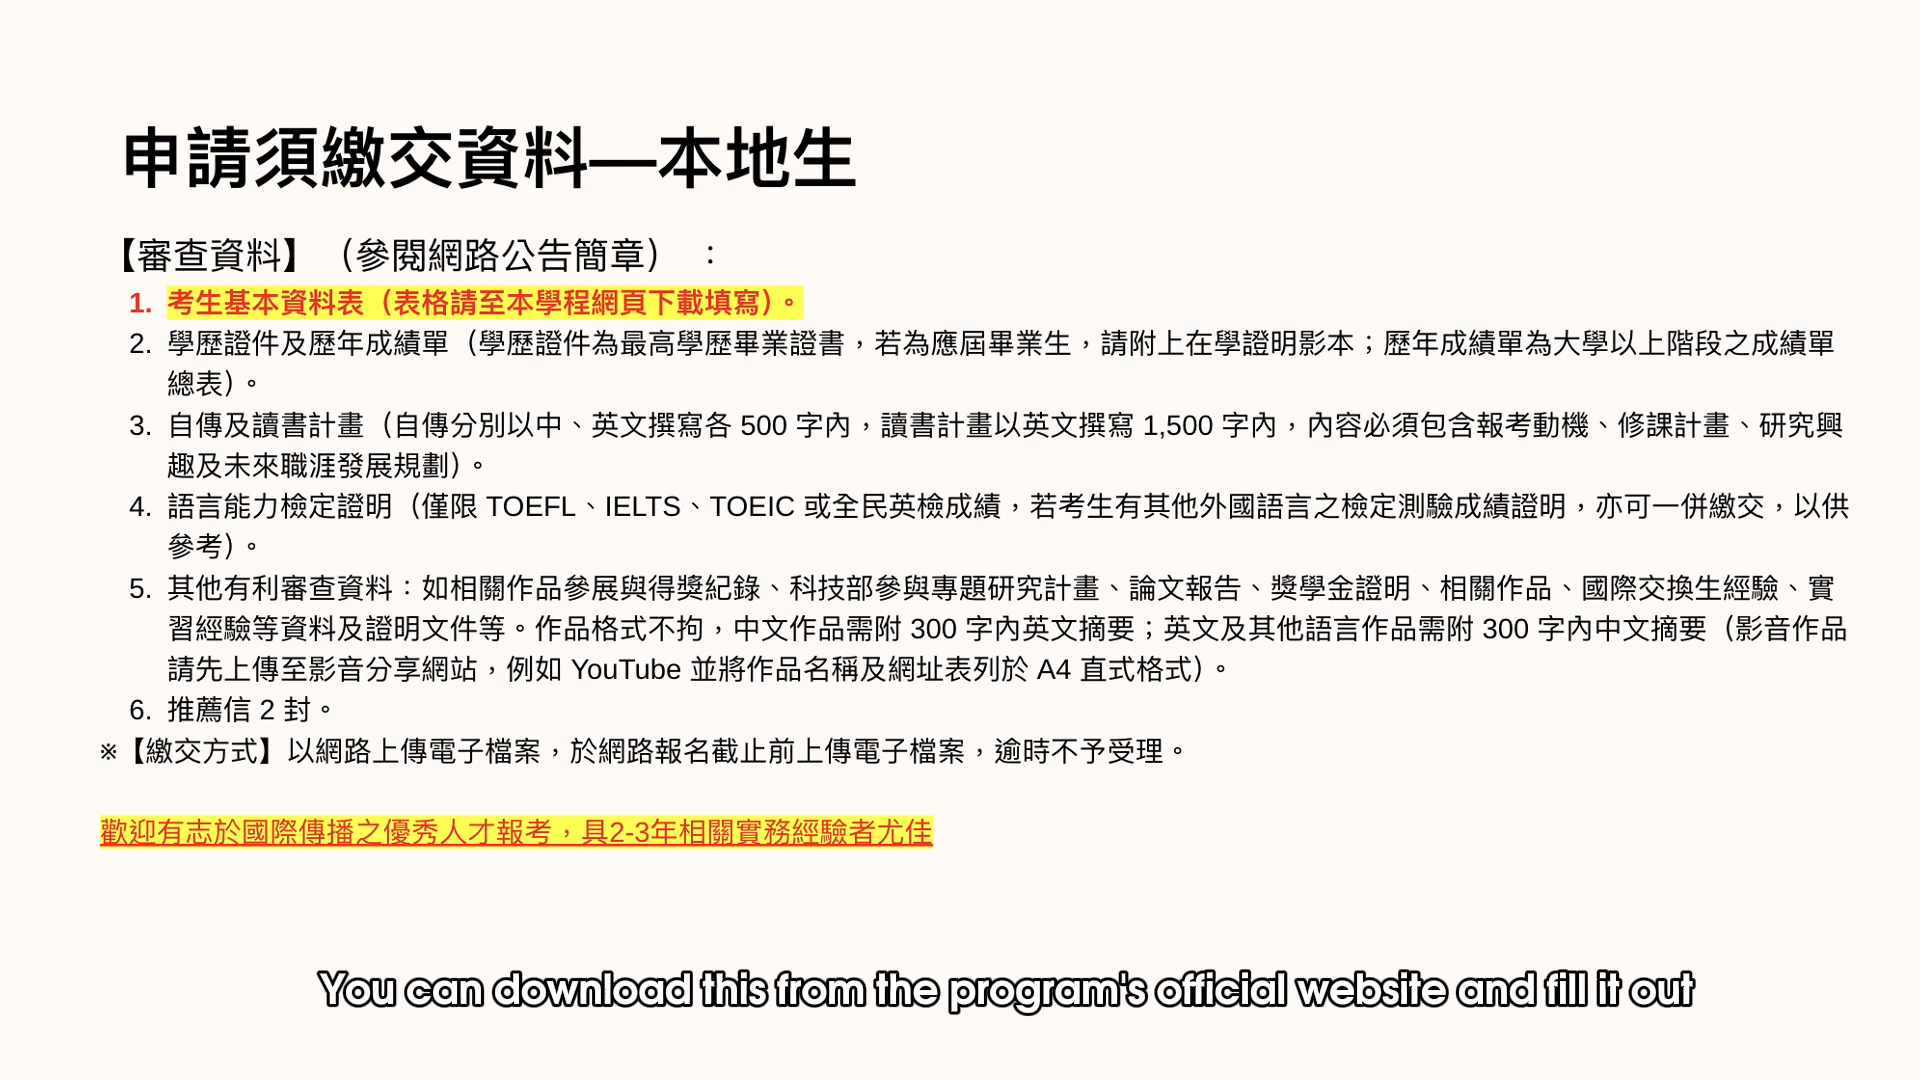 申請須繳交資料—本地生
【審查資料】（參閱網路公告簡章）：
1. 考生基本資料表（表格請至本學程網頁下載填寫）。
2. 學歷證件及歷年成績單（學歷證件為最高學歷畢業證書，若為應屆畢業生，請附上在學證明影本；歷年成績單為大學以上階段之成績單
總表）。
3. 自傳及讀書計畫（自傳分別以中、英文撰寫各 500 字內，讀書計畫以英文撰寫 1,500 字內，內容必須包含報考動機、修課計畫、研究興
趣及未來職涯發展規劃）。
4. 語言能力檢定證明（僅限 TOEFL、IELTS、TOEIC 或全民英檢成績，若考生有其他外國語言之檢定測驗成績證明，亦可一併繳交，以供
參考）。
5. 其他有利審查資料：如相關作品參展與得獎紀錄、科技部參與專題研究計畫、論文報告、獎學金證明、相關作品、國際交換生經驗、實
習經驗等資料及證明文件等。作品格式不拘，中文作品需附 300 字內英文摘要；英文及其他語言作品需附 300 字內中文摘要（影音作品
請先上傳至影音分享網站，例如 YouTube 並將作品名稱及網址表列於 A4 直式格式）。
6. 推薦信 2 封。
※【繳交方式】以網路上傳電子檔案，於網路報名截止前上傳電子檔案，逾時不予受理。
歡迎有志於國際傳播之優秀人才報考，具2-3年相關實務經驗者尤佳
You can download this from the program's official website and fill it out